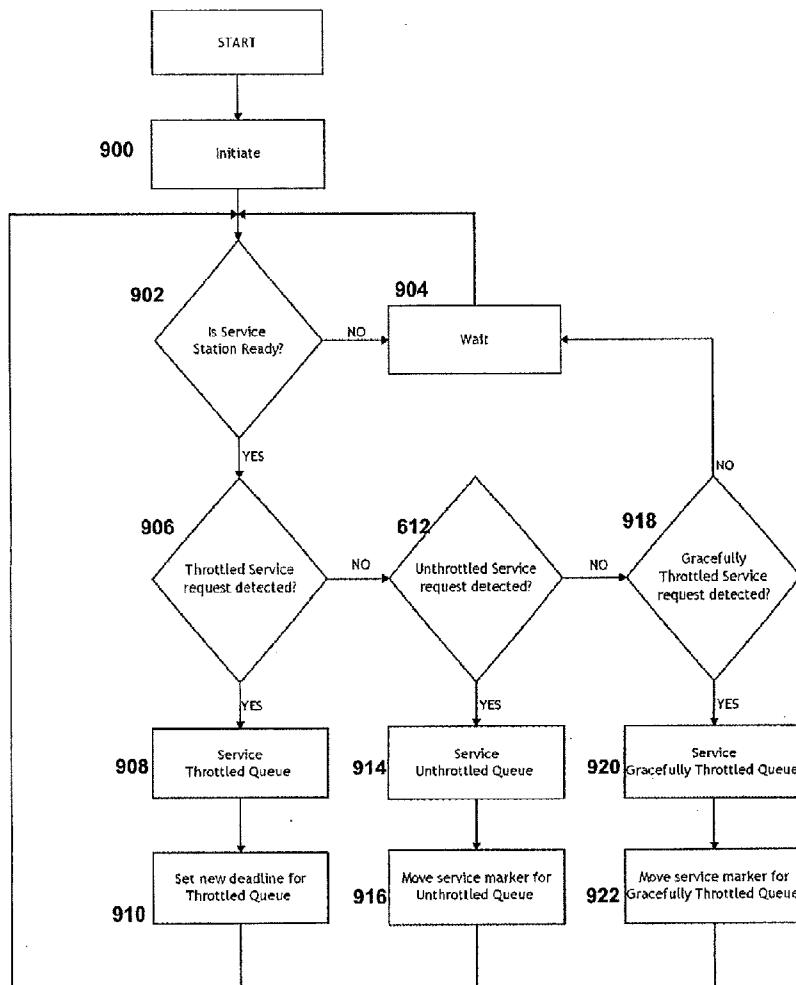 START
900
Initiate
902
Is Service
Station Ready?
NO
904
Wait
YES
NO
906
Throttled Service
request detected?
NO
612
Unthrottled Service
request detected?
NO
918
Gracefully
Throttled Service
request detected?
YES
YES
YES
908
Service
Throttled Queue
914
Service
Unthrottled Queue
920
Service
Gracefully Throttled Queue
910
Set new deadline for
Throttled Queue
916
Move service marker for
Unthrottled Queue
922
Move service marker for
Gracefully Throttled Queue